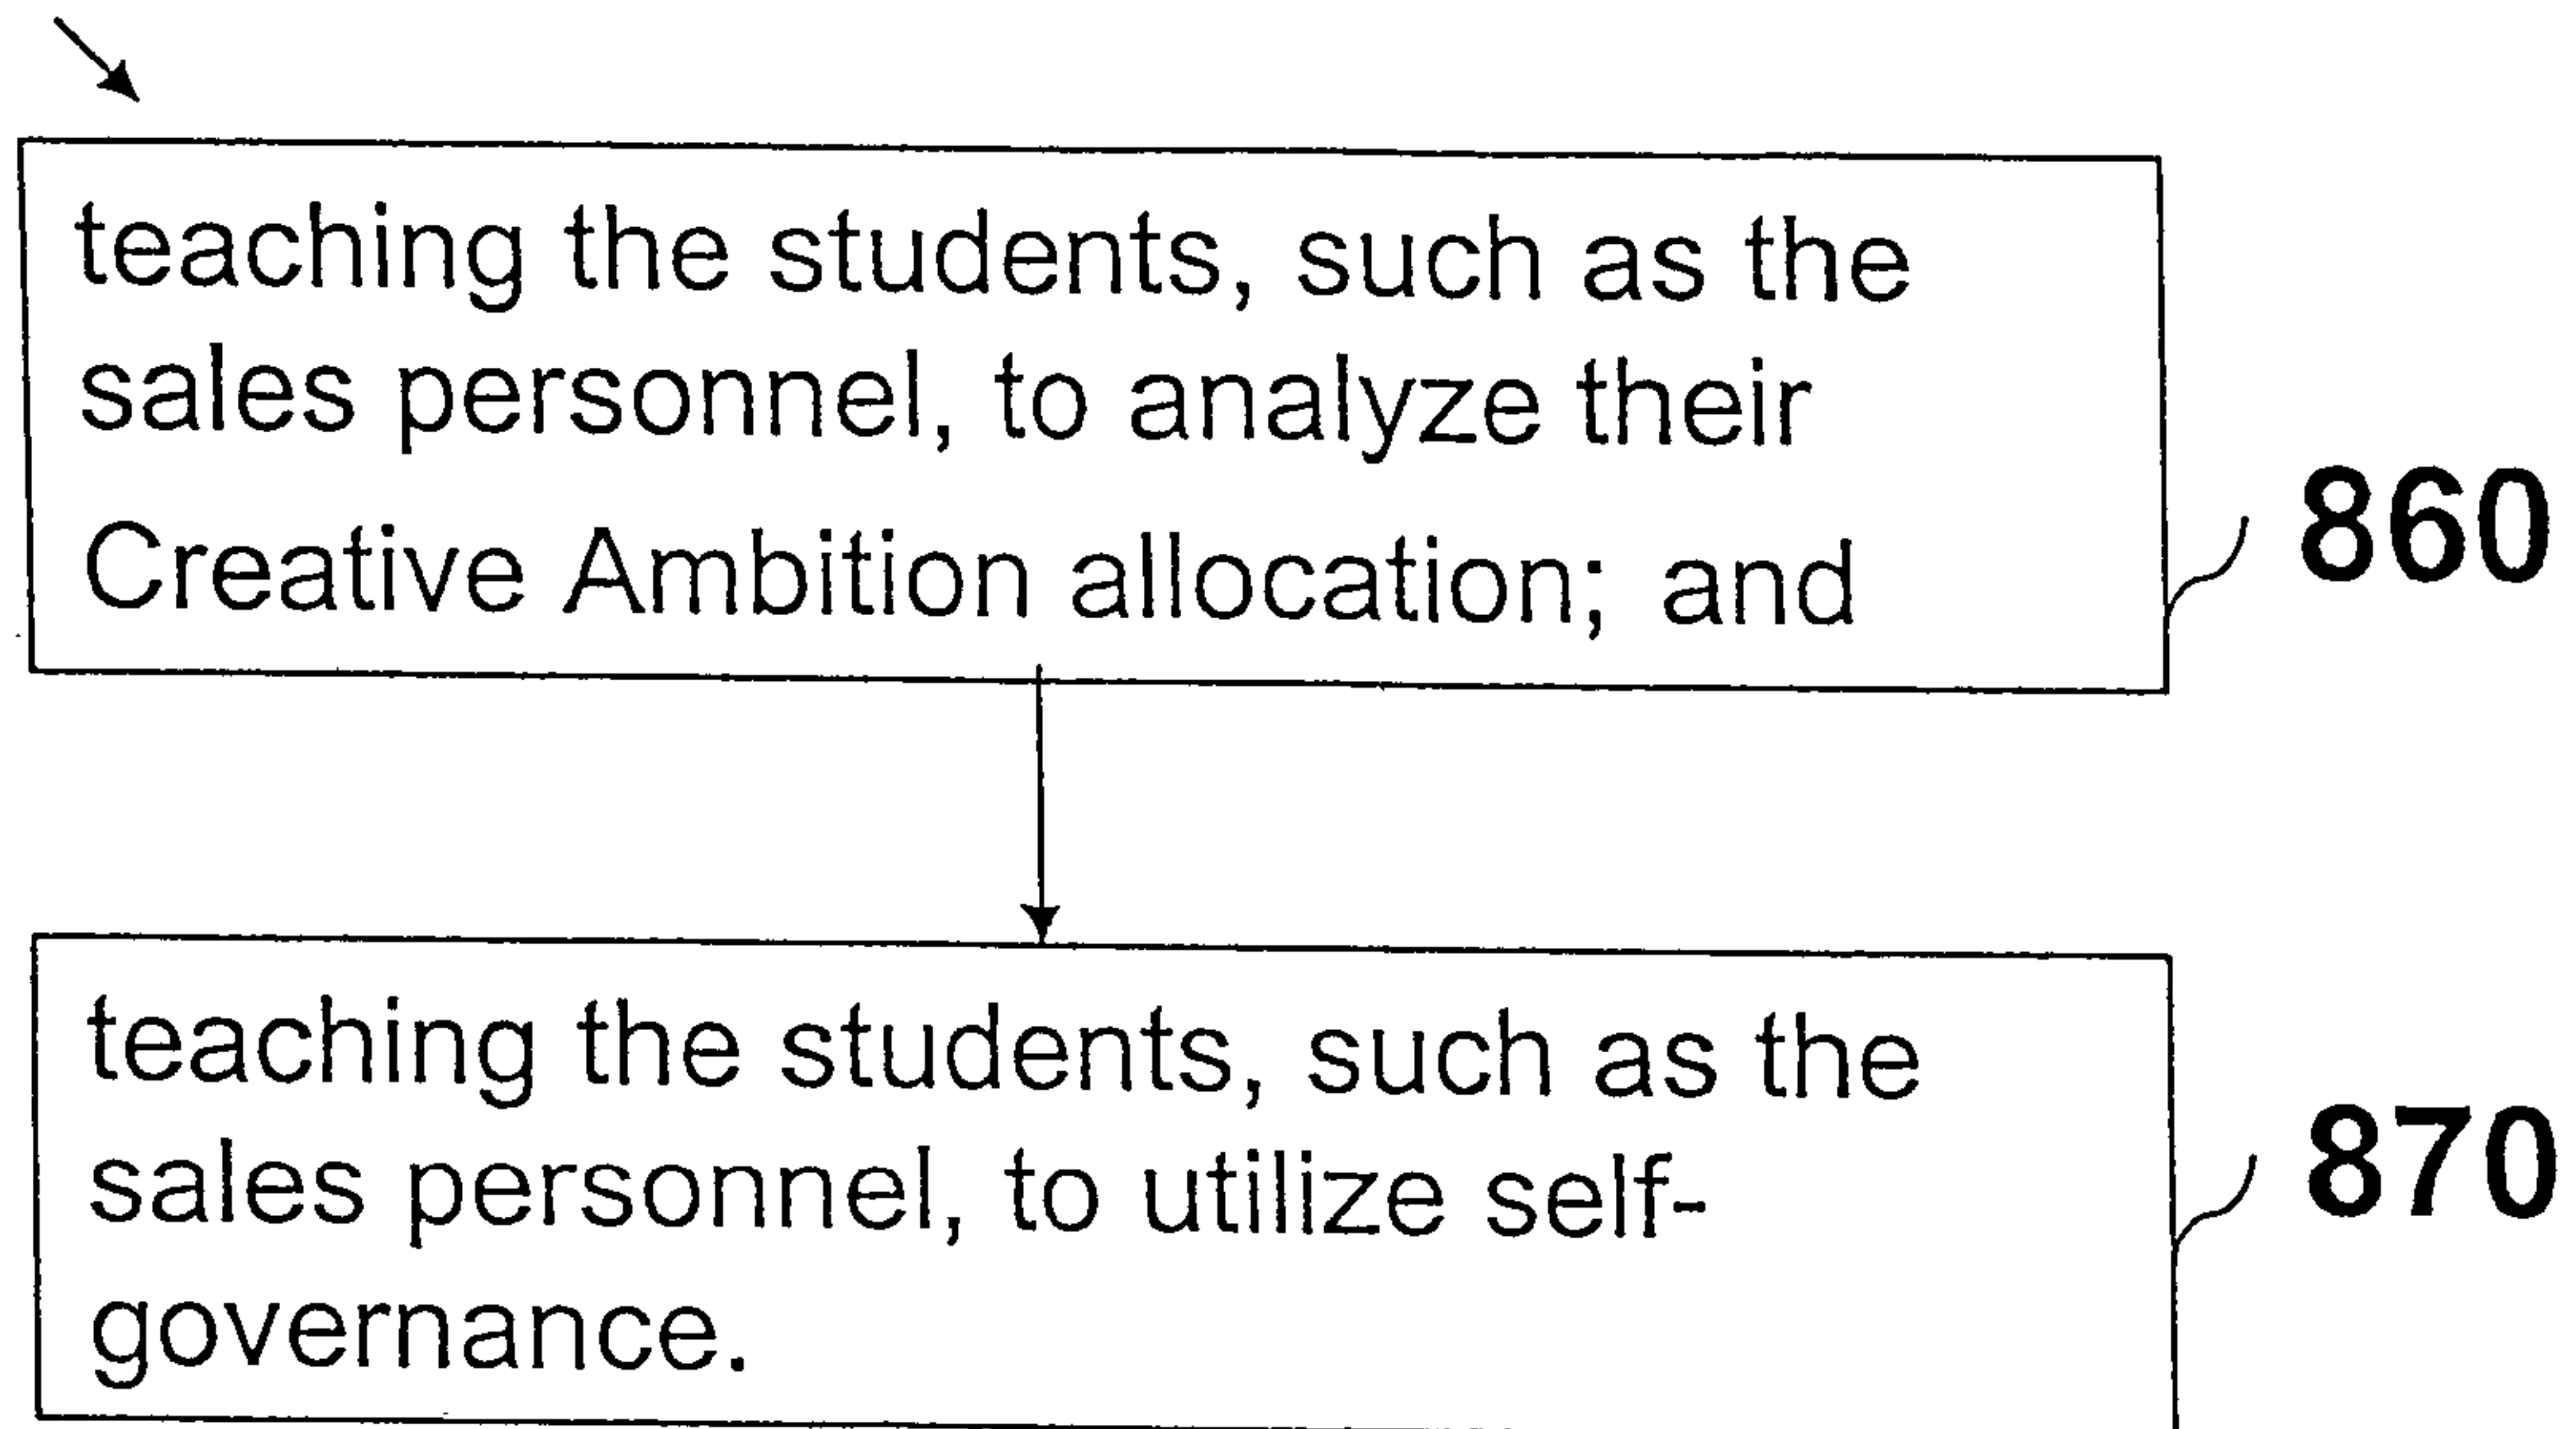 teaching the students, such as the
sales personnel, to analyze their
Creative Ambition allocation; and
860
teaching the students, such as the
sales personnel, to utilize self-
governance.
870